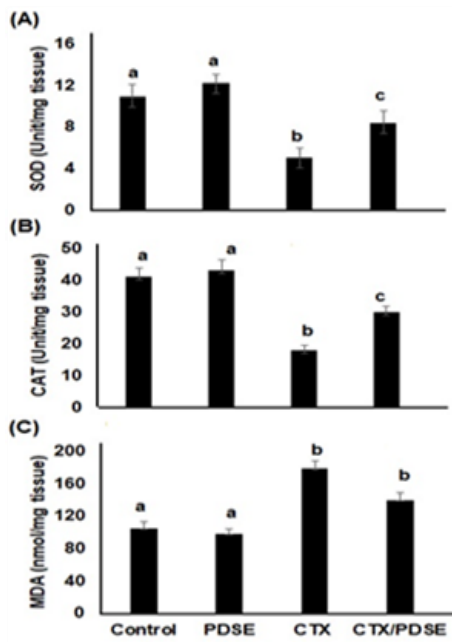 (A)
SOD (Unit/mg tissue)
16
12
8
4
0
a
a
b
c
(B)
CAT (Unit/mg tissue)
50
40
30
20
10
0
a
a
b
c
(C)
MDA (nmol/mg tissue)
200
160
120
80
40
0
a
a
b
b
Control PDSE CTX CTX/PDSE